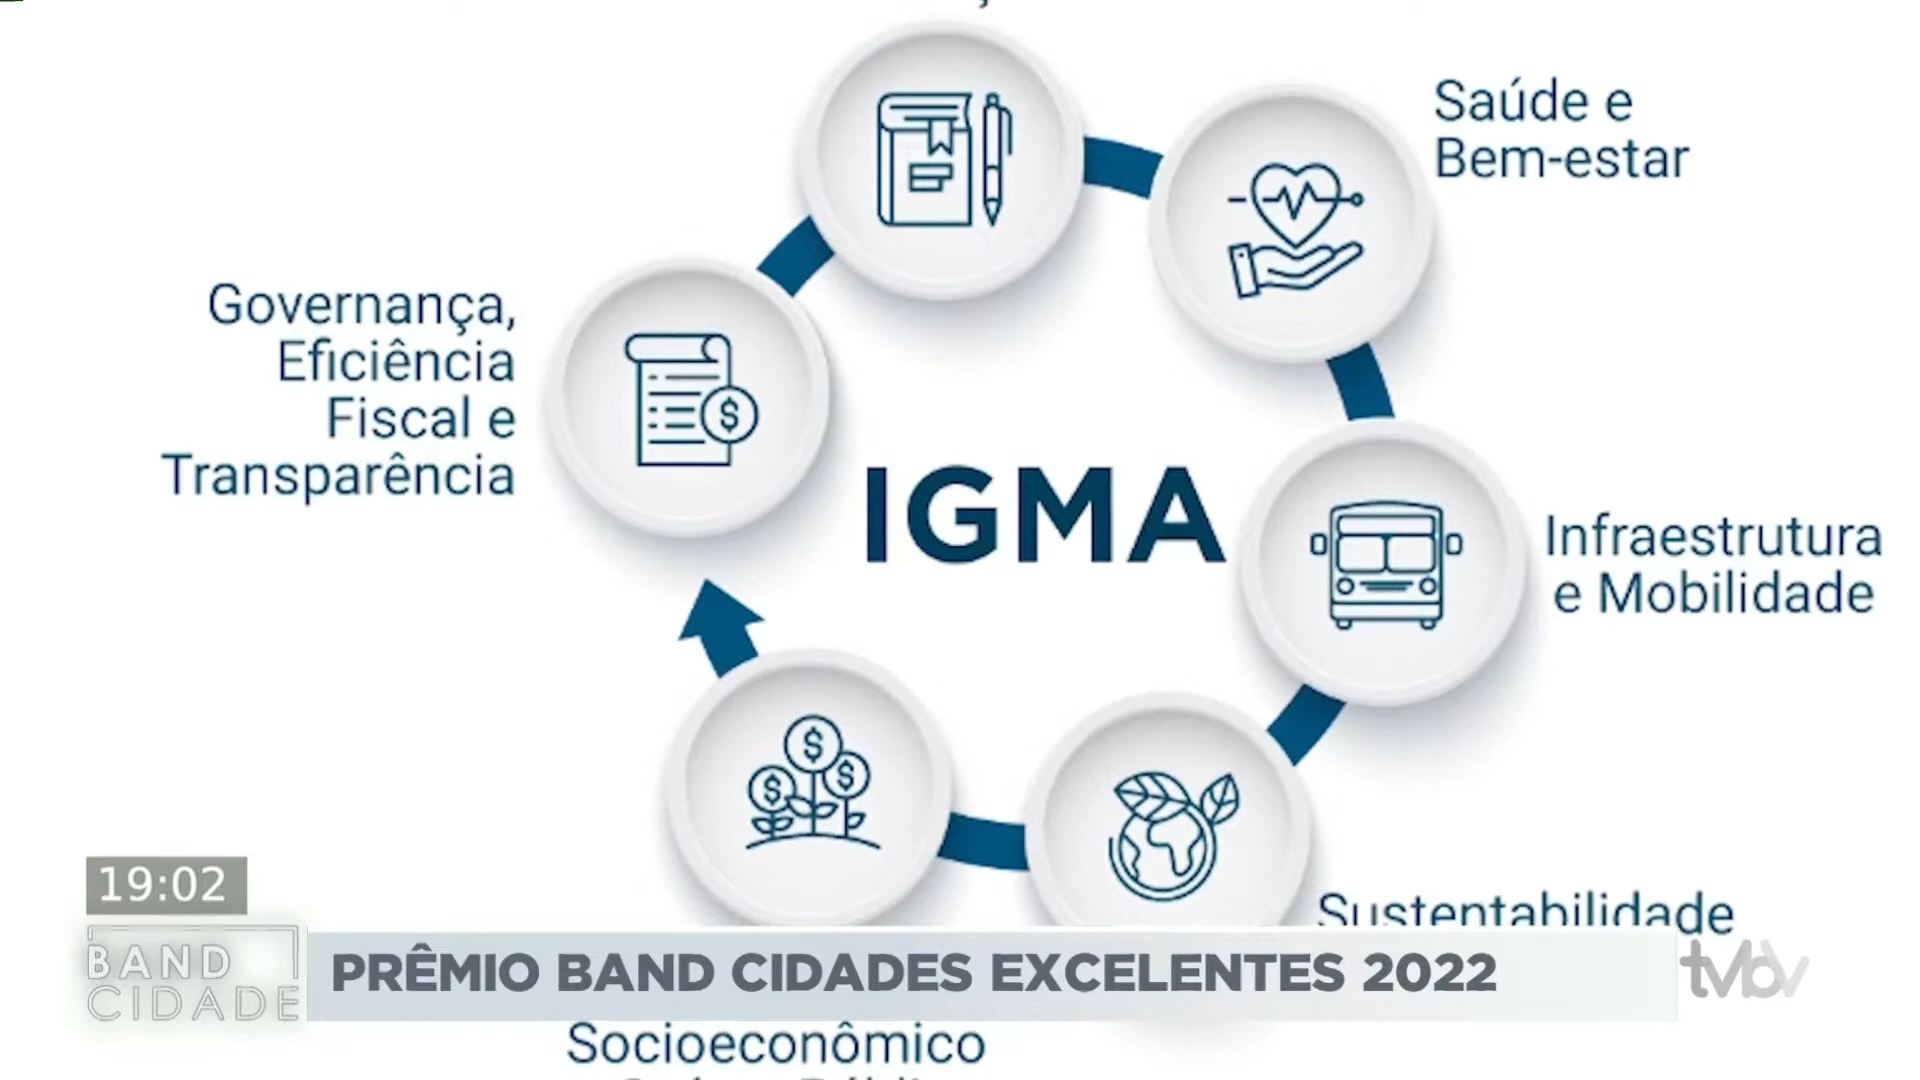 Saúde e
Bem-estar
Governança,
Eficiência
Fiscal e
Transparência
IGMA
Infraestrutura
e Mobilidade
Sustentabilidade
19:02
BAND
CIDADE
PRÊMIO BAND CIDADES EXCELENTES 2022
tvbv
Socioeconômico